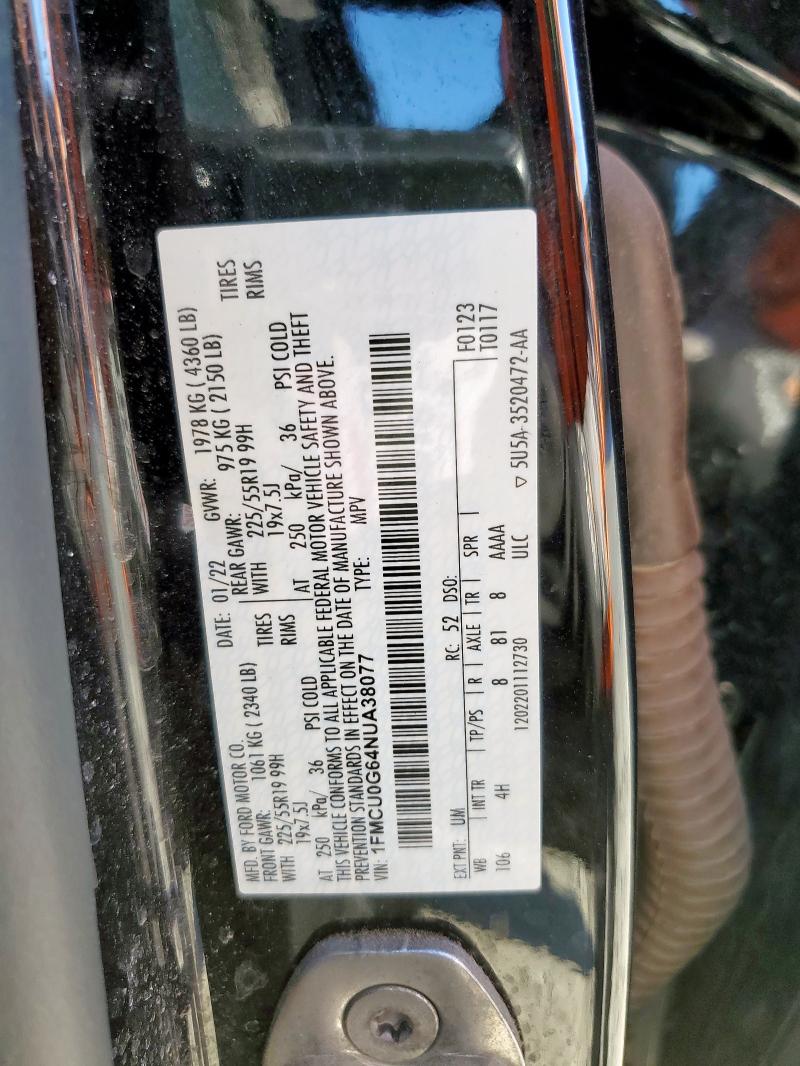 MFD. BY FORD MOTOR CO. DATE: 01/22 GVWR: 1978 KG ( 4360 LB)
FRONT GAWR: 1061 KG ( 2340 LB) REAR GAWR: 975 KG ( 2150 LB)
WITH 225/55R19 99H TIRES WITH 225/55R19 99H TIRES
19x7.5J RIMS 19x7.5J RIMS
AT 250 kPa/ 36 PSI COLD AT 250 kPa/ 36 PSI COLD
THIS VEHICLE CONFORMS TO ALL APPLICABLE FEDERAL MOTOR VEHICLE SAFETY AND THEFT
PREVENTION STANDARDS IN EFFECT ON THE DATE OF MANUFACTURE SHOWN ABOVE.
VIN: 1FMCU0G64NUA38077 TYPE: MPV
EXT PNT: UM RC: 52 DSO: F0123
WB INT TR TP/PS R AXLE TR SPR T0117
106 4H 8 81 8 AAAA
1202201112730 ULC ▽ 5U5A-3520472-AA